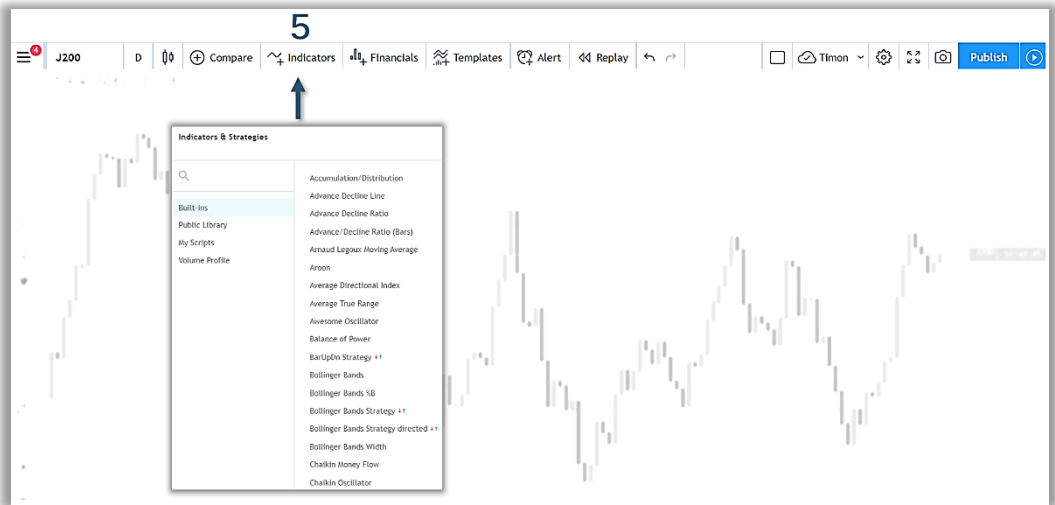 5
4
J200 D Compare Indicators Financials Templates Alert Replay Timon Publish
Indicators & Strategies
Built-ins
Public Library
My Scripts
Volume Profile
Accumulation/Distribution
Advance Decline Line
Advance Decline Ratio
Advance/Decline Ratio (Bars)
Arnaud Legoux Moving Average
Aroon
Average Directional Index
Average True Range
Awesome Oscillator
Balance of Power
BarUpDn Strategy
Bollinger Bands
Bollinger Bands %B
Bollinger Bands Strategy
Bollinger Bands Strategy directed
Bollinger Bands Width
Chaikin Money Flow
Chaikin Oscillator